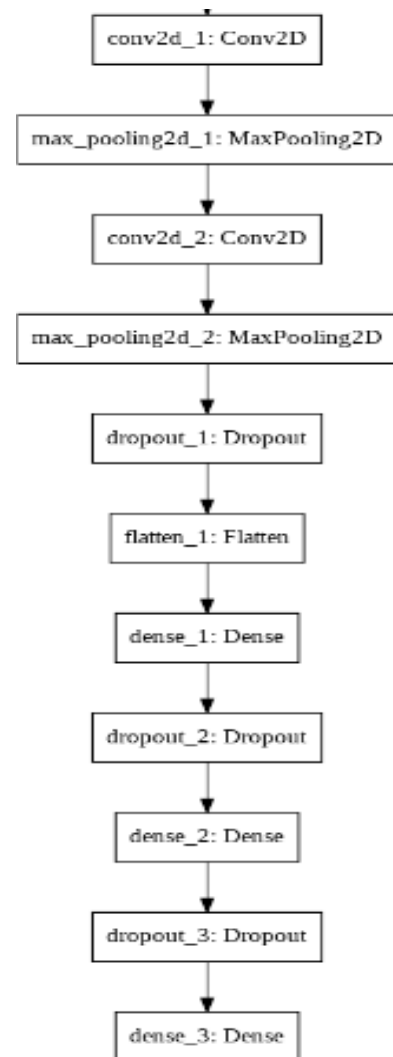 conv2d_1: Conv2D
max_pooling2d_1: MaxPooling2D
conv2d_2: Conv2D
max_pooling2d_2: MaxPooling2D
dropout_1: Dropout
flatten_1: Flatten
dense_1: Dense
dropout_2: Dropout
dense_2: Dense
dropout_3: Dropout
dense_3: Dense